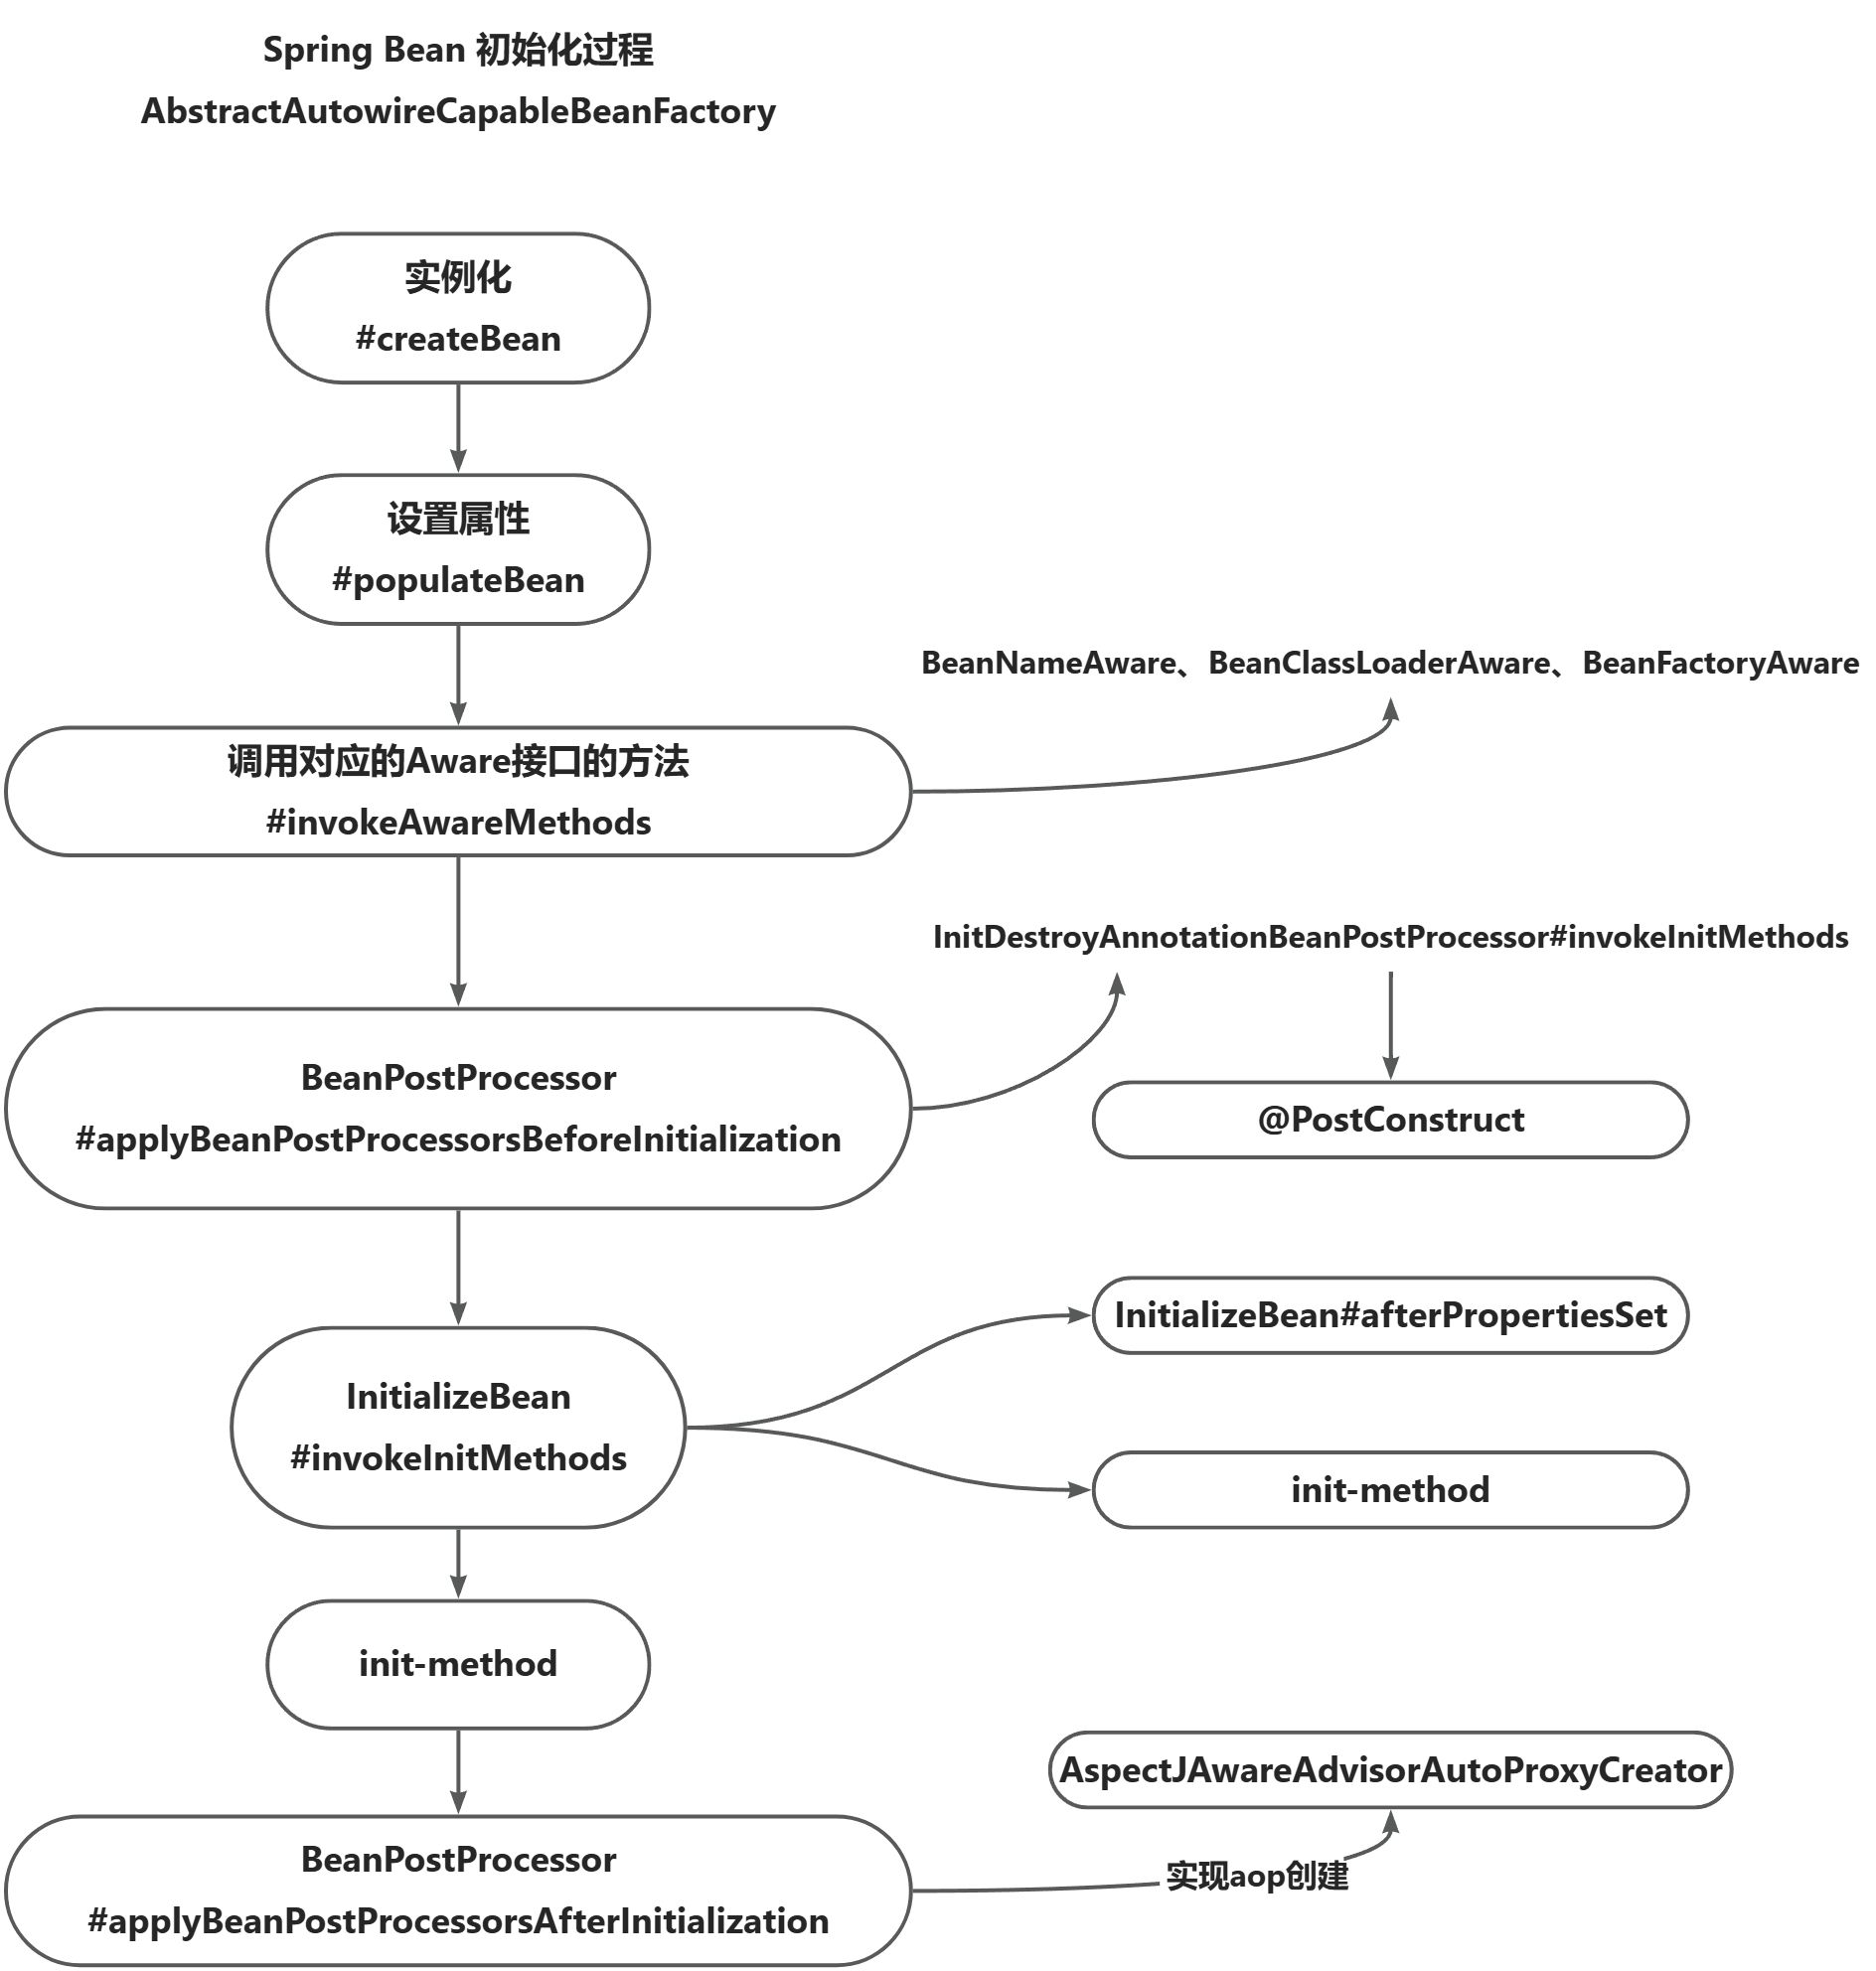 Spring Bean 初始化过程
AbstractAutowireCapableBeanFactory
实例化
#createBean
设置属性
#populateBean
BeanNameAware、BeanClassLoaderAware、BeanFactoryAware
调用对应的Aware接口的方法
#invokeAwareMethods
InitDestroyAnnotationBeanPostProcessor#invokeInitMethods
BeanPostProcessor
#applyBeanPostProcessorsBeforeInitialization
@PostConstruct
InitializeBean#afterPropertiesSet
InitializeBean
#invokeInitMethods
init-method
init-method
AspectJAwareAdvisorAutoProxyCreator
BeanPostProcessor
#applyBeanPostProcessorsAfterInitialization
实现aop创建